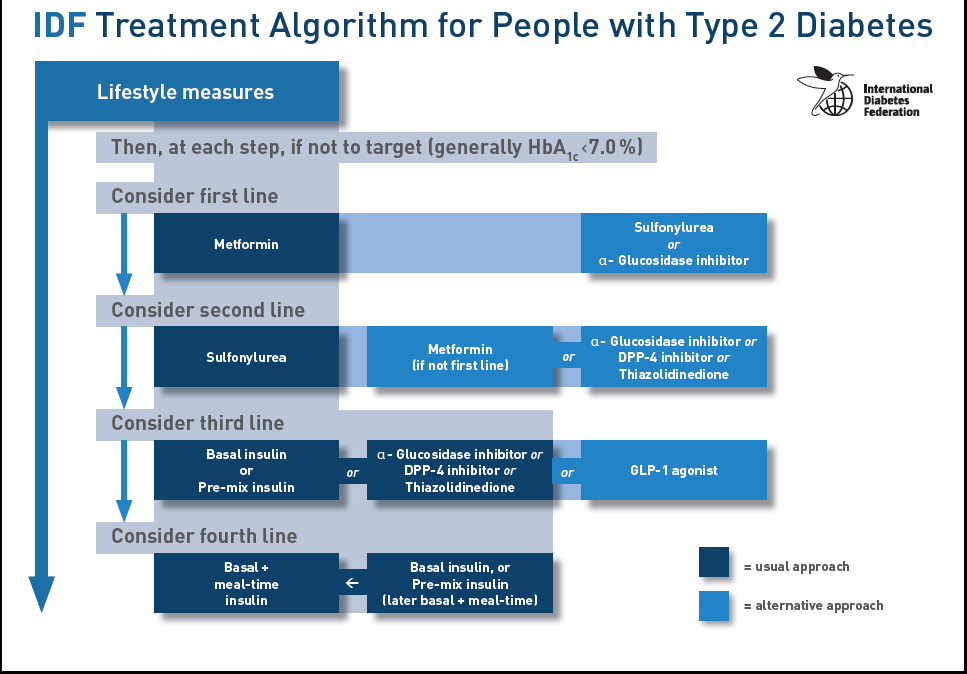 IDF Treatment Algorithm for People with Type 2 Diabetes
Lifestyle measures
International
Diabetes
Federation
Then, at each step, if not to target (generally HbA1c <7.0%)
Consider first line
Metformin
Sulfonylurea
or
α- Glucosidase inhibitor
Consider second line
Sulfonylurea
Metformin
(if not first line)
or
α- Glucosidase inhibitor or
DPP-4 inhibitor or
Thiazolidinedione
Consider third line
Basal insulin
or
Pre-mix insulin
or
α- Glucosidase inhibitor or
DPP-4 inhibitor or
Thiazolidinedione
or
GLP-1 agonist
Consider fourth line
Basal +
meal-time
insulin
←
Basal insulin, or
Pre-mix insulin
(later basal + meal-time)
= usual approach
= alternative approach